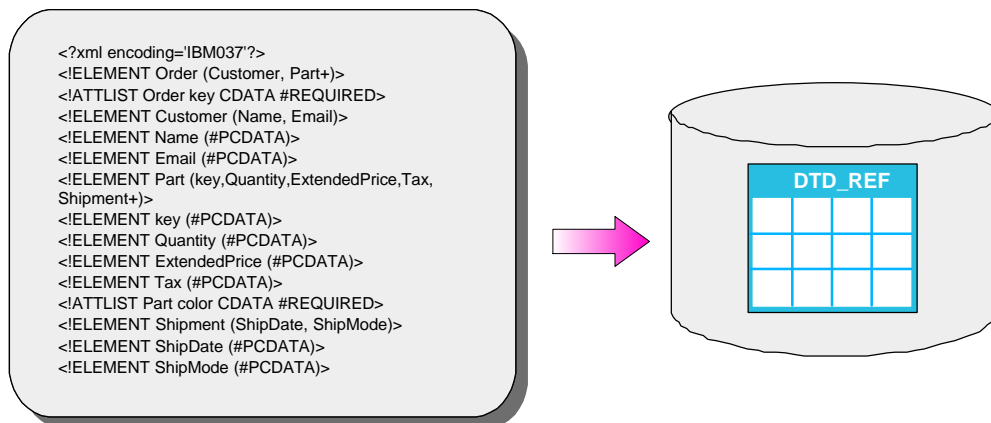 <?xml encoding='IBM037'?>
<!ELEMENT Order (Customer, Part+)>
<!ATTLIST Order key CDATA #REQUIRED>
<!ELEMENT Customer (Name, Email)>
<!ELEMENT Name (#PCDATA)>
<!ELEMENT Email (#PCDATA)>
<!ELEMENT Part (key,Quantity,ExtendedPrice,Tax,
Shipment+)>
<!ELEMENT key (#PCDATA)>
<!ELEMENT Quantity (#PCDATA)>
<!ELEMENT ExtendedPrice (#PCDATA)>
<!ELEMENT Tax (#PCDATA)>
<!ATTLIST Part color CDATA #REQUIRED>
<!ELEMENT Shipment (ShipDate, ShipMode)>
<!ELEMENT ShipDate (#PCDATA)>
<!ELEMENT ShipMode (#PCDATA)>
DTD_REF